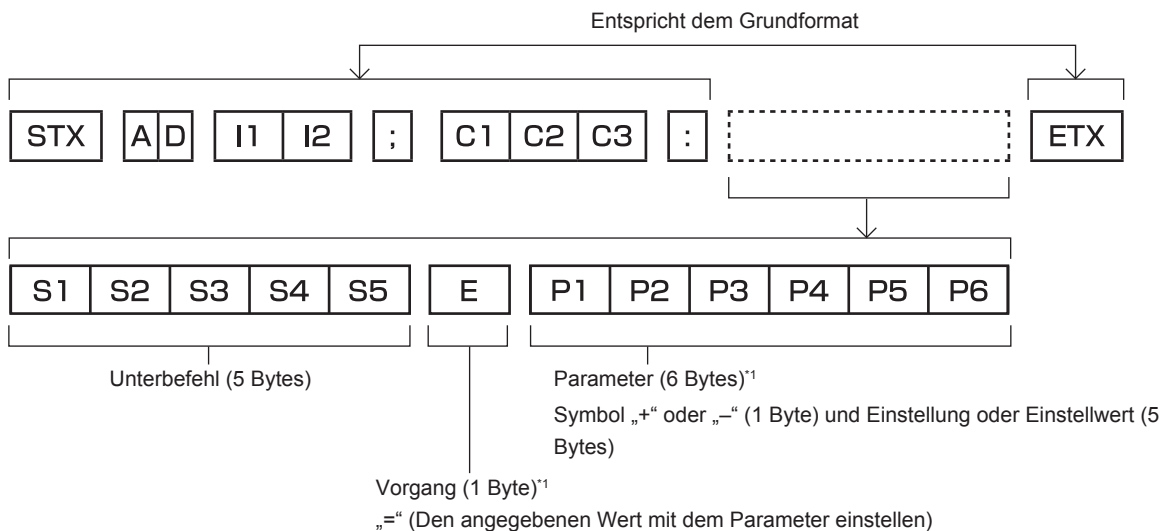 Entspricht dem Grundformat
STX A D I1 I2 ; C1 C2 C3 : ETX
S1 S2 S3 S4 S5 E P1 P2 P3 P4 P5 P6
Unterbefehl (5 Bytes)
Parameter (6 Bytes)*1
Symbol „+“ oder „–“ (1 Byte) und Einstellung oder Einstellwert (5
Bytes)
Vorgang (1 Byte)*1
„=“ (Den angegebenen Wert mit dem Parameter einstellen)